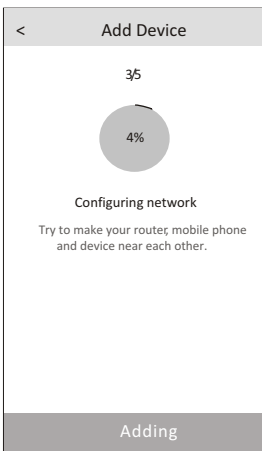 < Add Device
3/5
4%
Configuring network
Try to make your router, mobile phone
and device near each other.
Adding